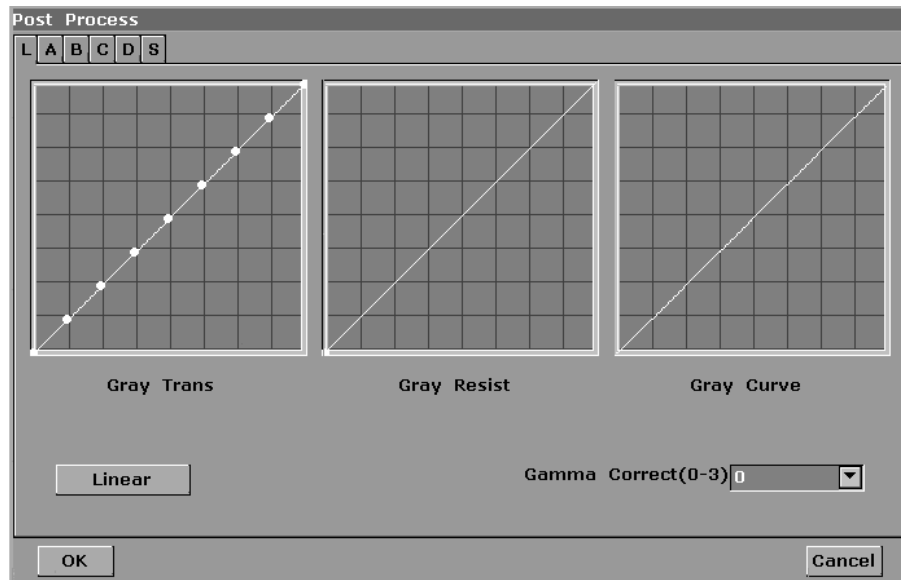 Post Process
L A B C D S
Gray Trans
Gray Resist
Gray Curve
Linear
Gamma Correct(0-3) 0
OK
Cancel